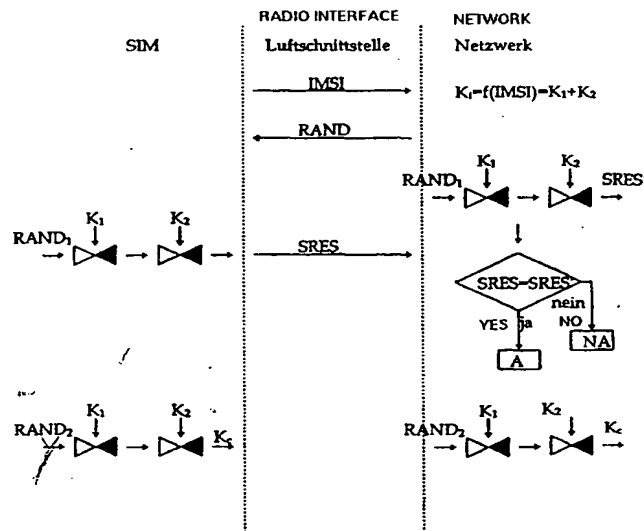 RADIO INTERFACE
NETWORK
SIM
Luftschnittstelle
Netzwerk
IMSI
K₁=f(IMSI)=K₁+K₂
RAND
K₁ K₂
RAND₁ SRES
K₁ K₂
RAND₁
SRES
SRES=SRES'
nein
YES ja NO
NA
A
K₁ K₂
RAND₂ Kc
K₁ K₂
RAND₂ Kc